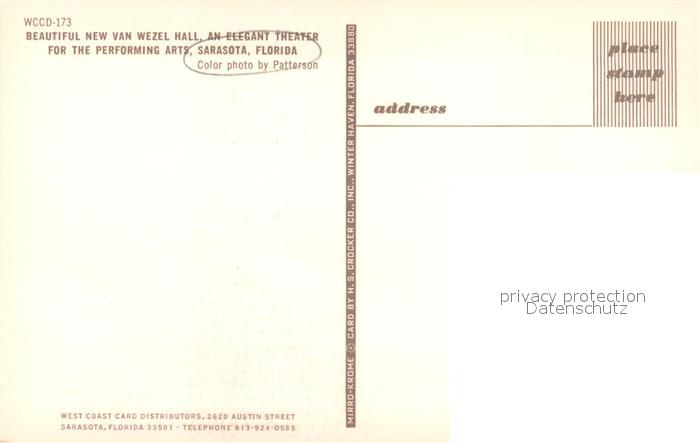 WCCD-173
BEAUTIFUL NEW VAN WEZEL HALL, AN ELEGANT THEATER
FOR THE PERFORMING ARTS, SARASOTA, FLORIDA
Color photo by Patterson
MIRRO-KROME © CARD BY H. S. CROCKER CO., INC., WINTER HAVEN, FLORIDA 33880
place
stamp
here
address
privacy protection
Datenschutz
WEST COAST CARD DISTRIBUTORS, 2620 AUSTIN STREET
SARASOTA, FLORIDA 33581 • TELEPHONE 813-924-0585